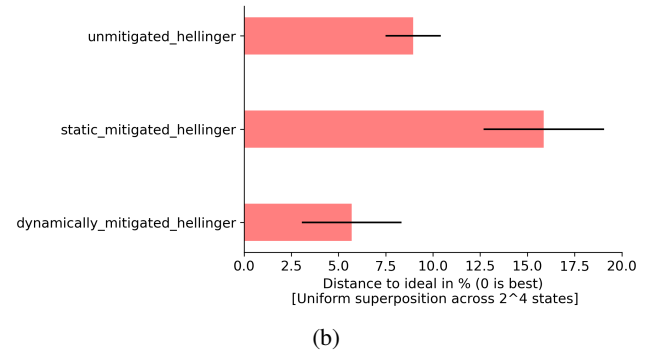 unmitigated_hellinger
static_mitigated_hellinger
dynamically_mitigated_hellinger
0.0 2.5 5.0 7.5 10.0 12.5 15.0 17.5 20.0
Distance to ideal in % (0 is best)
[Uniform superposition across 2^4 states]
(b)